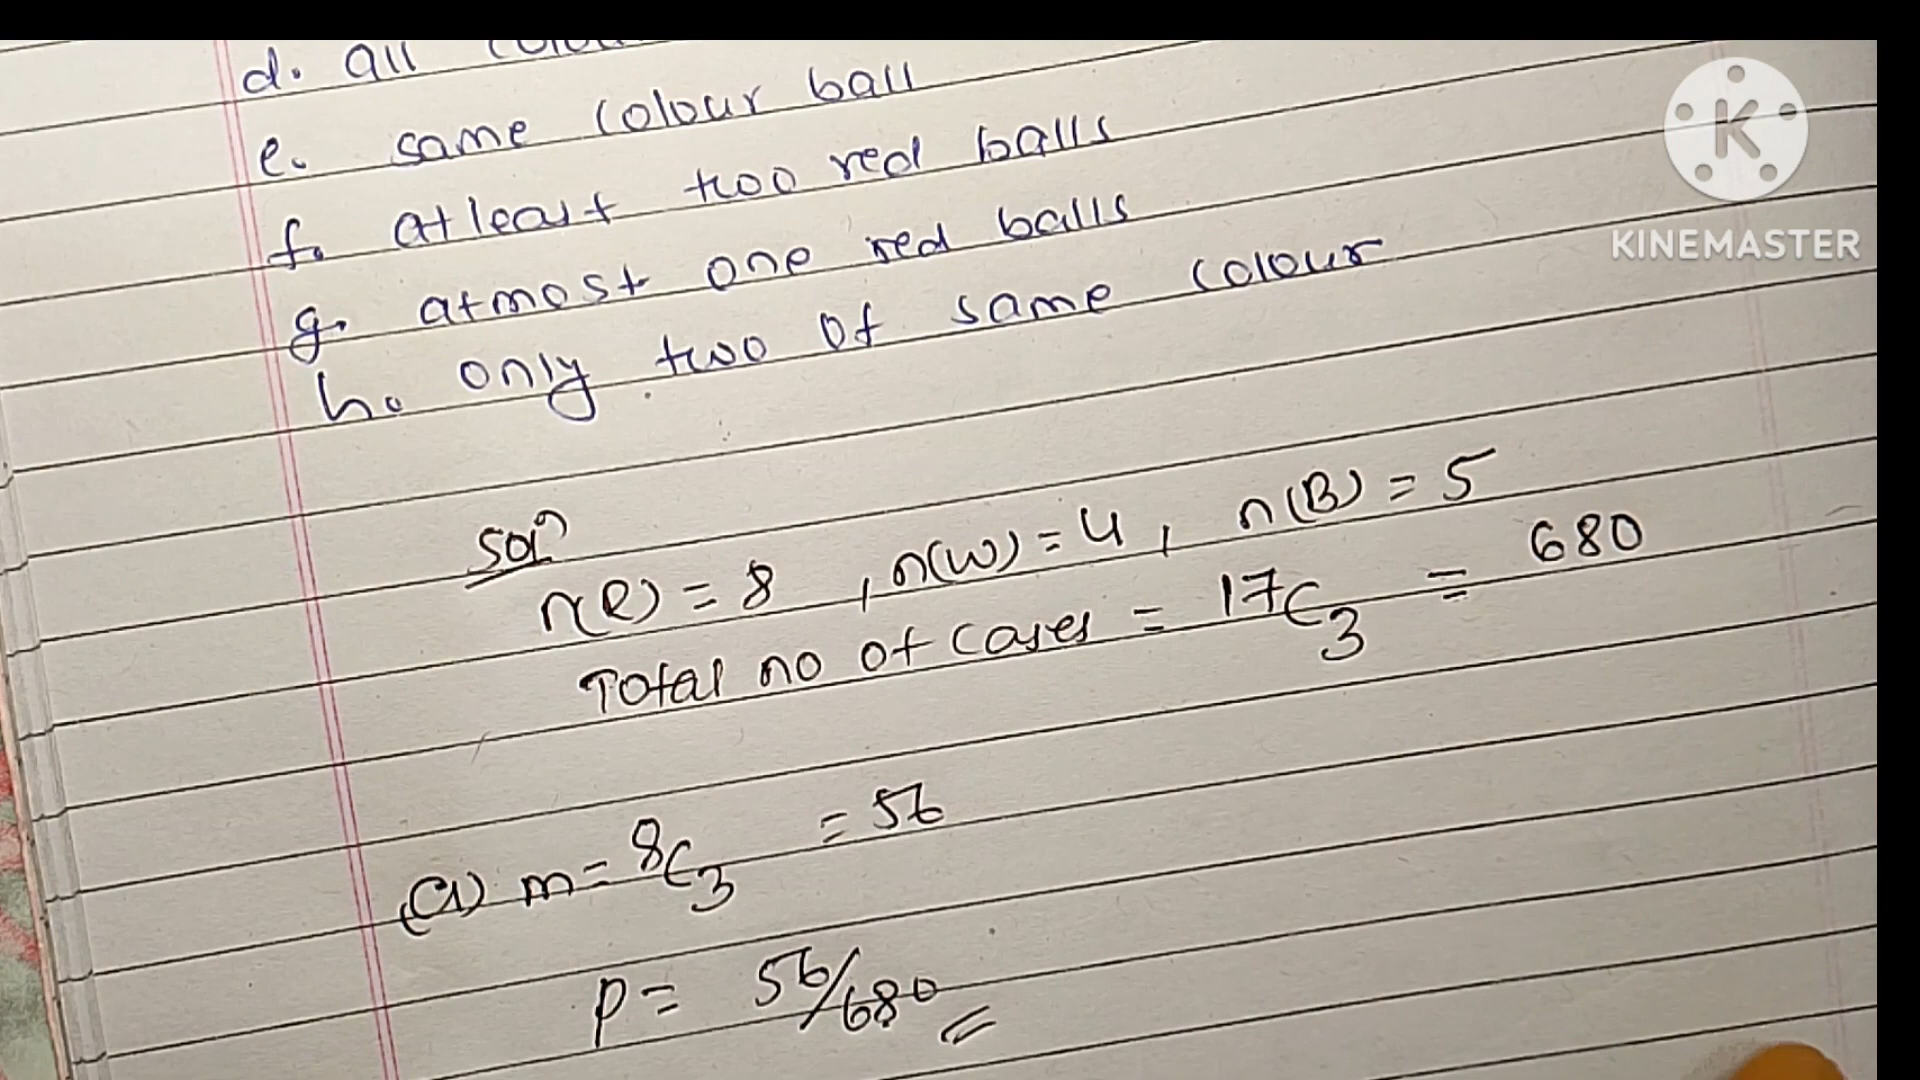 d. all colour
e. same colour ball
f. atleast two red balls
g. atmost one red balls
h. only two of same colour
K
KINEMASTER
Soln
n(R) = 8 , n(W) = 4 , n(B) = 5
Total no of cases = 17C3 = 680
(a) m = 8C3 = 56
P = 56/680